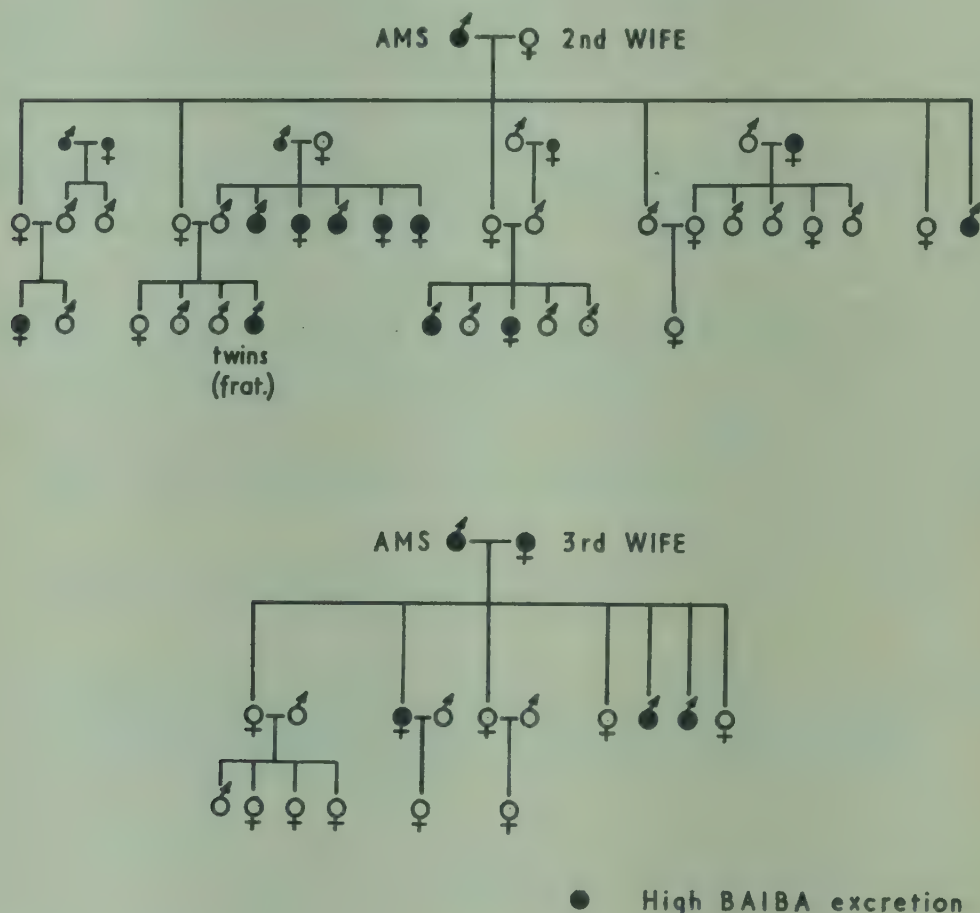 AMS 2nd WIFE
twins
(frat.)
AMS 3rd WIFE
High BAIBA excretion